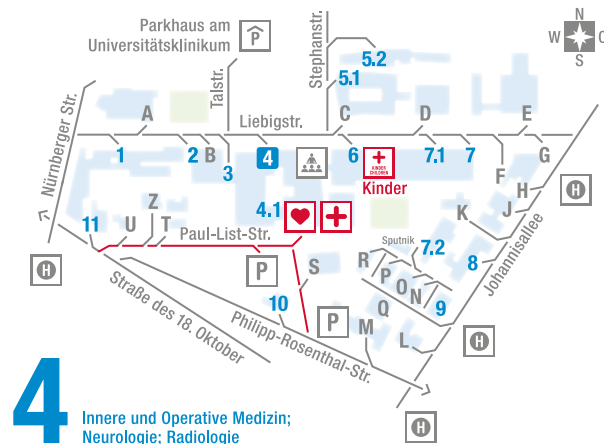 Parkhaus am
Universitätsklinikum
P
N
W O
S
Stephanstr.
5.2
5.1
Talstr.
Nürnberger Str.
A
Liebigstr.
C
D
E
1
2
B
3
4
6
KINDER
CHILDREN
Kinder
7.1
7
F
G
H
H
J
K
4.1
11
U
Z
T
Paul-List-Str.
Sputnik
7.2
Johannisallee
8
H
P
S
R
P
O
N
9
Q
10
P
M
L
H
Straße des 18. Oktober
Philipp-Rosenthal-Str.
H
4
Innere und Operative Medizin;
Neurologie; Radiologie